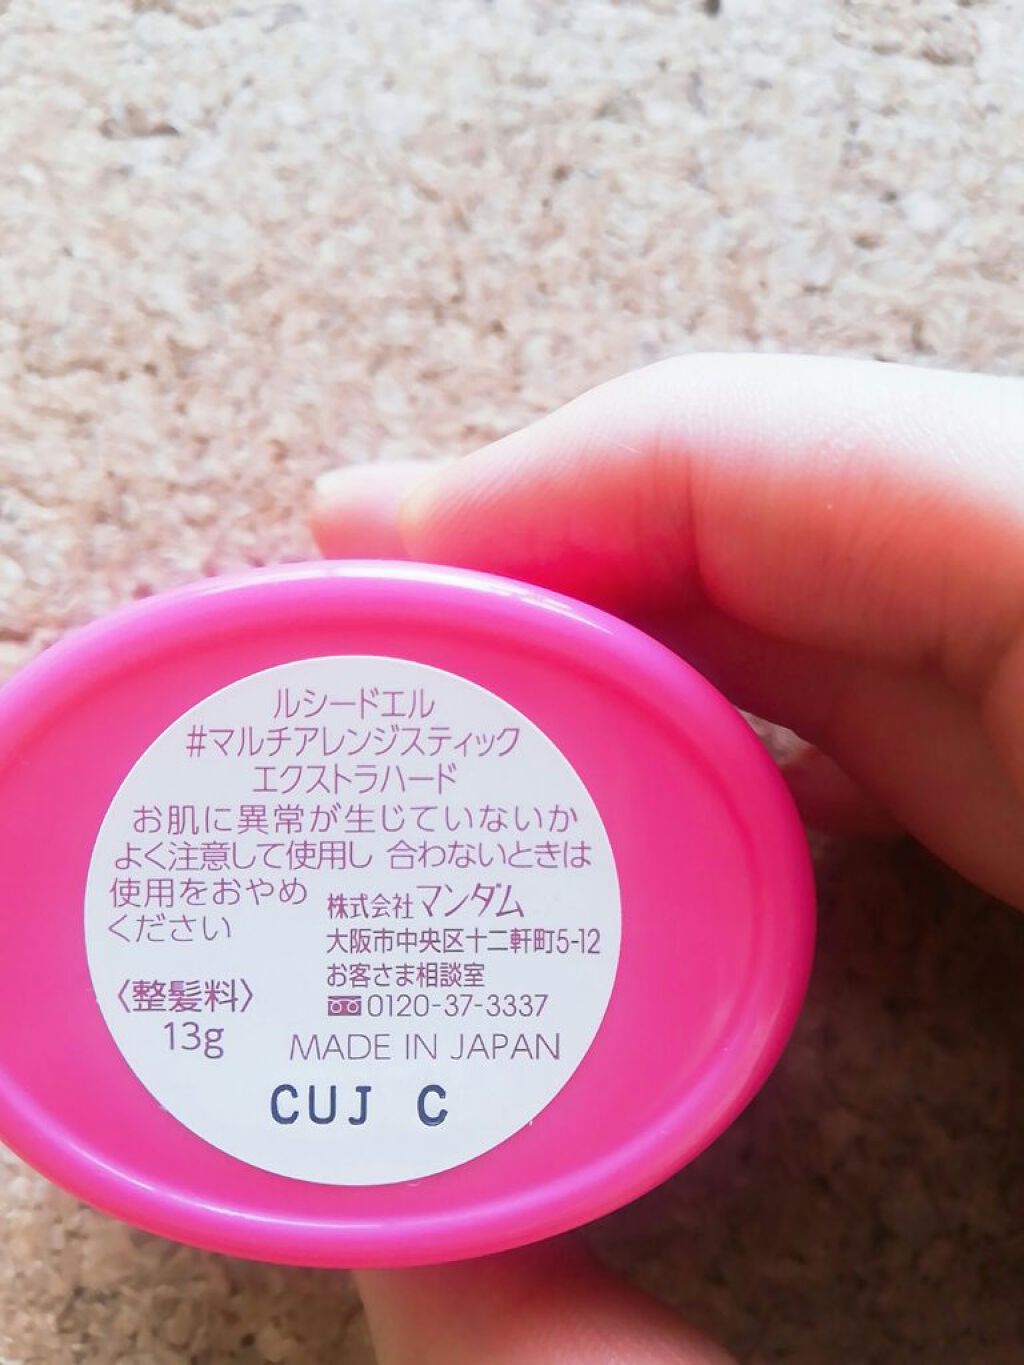 ルシードエル
#マルチアレンジスティック
エクストラハード
お肌に異常が生じていないか
よく注意して使用し 合わないときは
使用をおやめ
ください
株式会社マンダム
大阪市中央区十二軒町5-12
お客さま相談室
0120-37-3337
〈整髪料〉
13g
MADE IN JAPAN
CUJ C